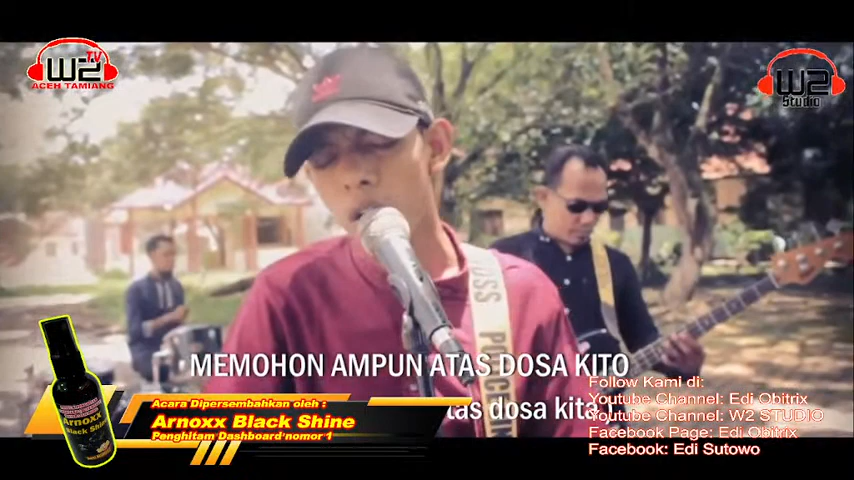 W2 TV
ACEH TAMIANG
W2
Studio
MEMOHON AMPUN ATAS DOSA KITO
tas dosa kita
Acara Dipersembahkan oleh :
Arnoxx Black Shine
Penghitam Dashboard nomor 1
Arnoxx
Black Shine
Follow Kami di:
Youtube Channel: Edi Obitrix
Youtube Channel: W2 STUDIO
Facebook Page: Edi Obitrix
Facebook: Edi Sutowo